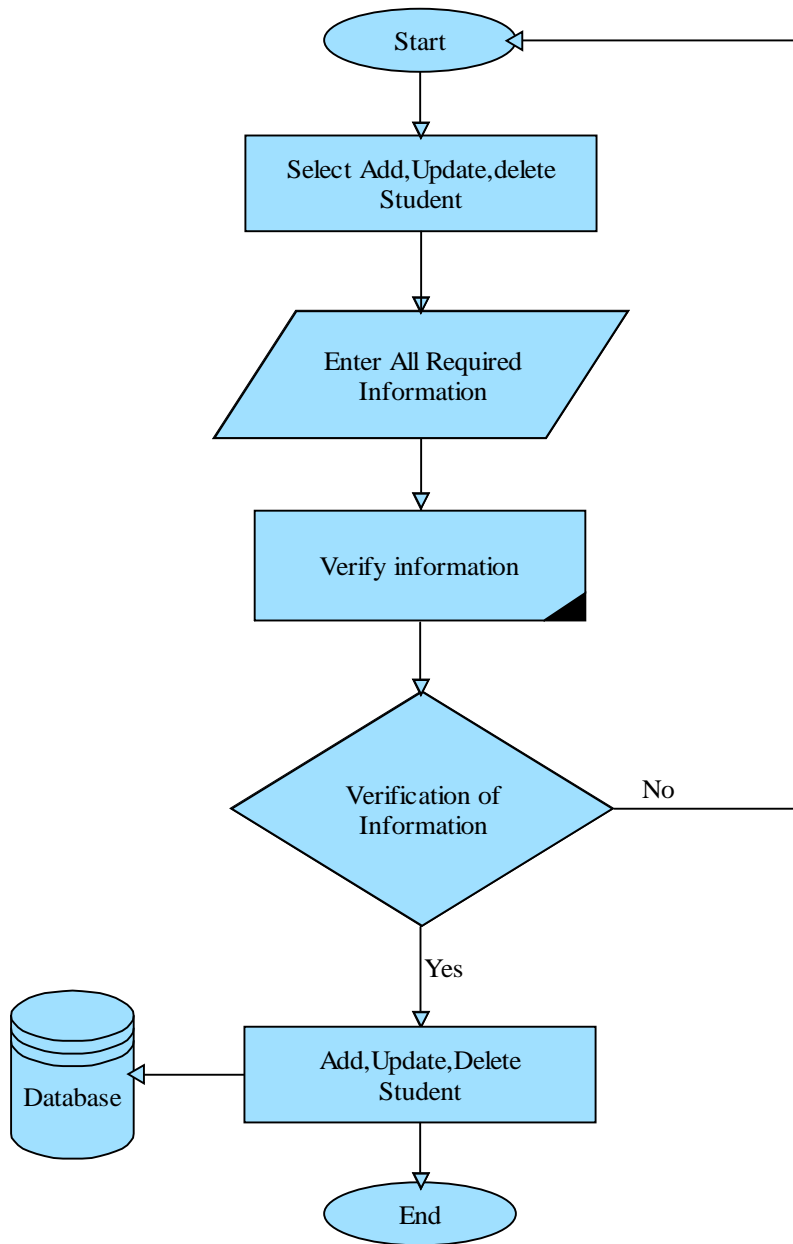 Start
Select Add,Update,delete
Student
Enter All Required
Information
Verify information
Verification of
Information
No
Yes
Add,Update,Delete
Student
Database
End